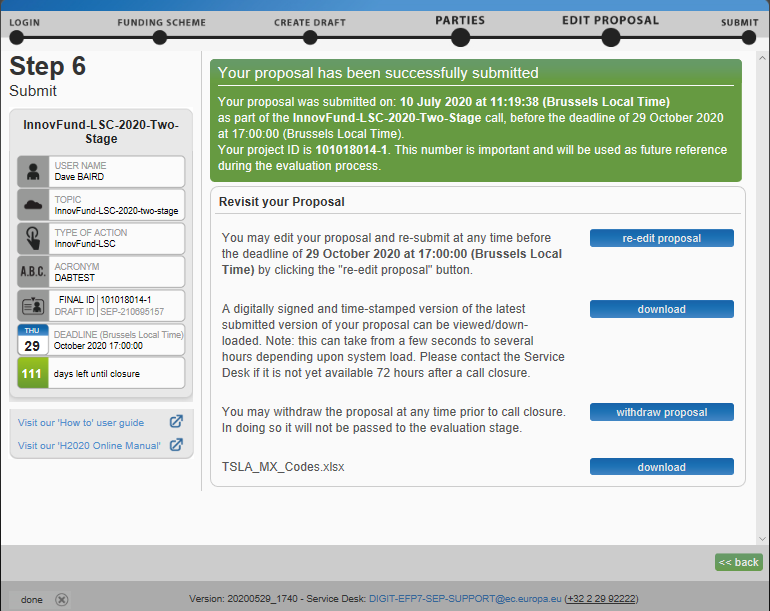 LOGIN
FUNDING SCHEME
CREATE DRAFT
PARTIES
EDIT PROPOSAL
SUBMIT
Step 6
Submit
InnovFund-LSC-2020-Two-
Stage
USER NAME
Dave BAIRD
TOPIC
InnovFund-LSC-2020-two-stage
TYPE OF ACTION
InnovFund-LSC
A.B.C.
ACRONYM
DABTEST
FINAL ID 101018014-1
DRAFT ID SEP-210695157
THU
29
DEADLINE (Brussels Local Time)
October 2020 17:00:00
111
days left until closure
Visit our 'How to' user guide
Visit our 'H2020 Online Manual'
Your proposal has been successfully submitted
Your proposal was submitted on: 10 July 2020 at 11:19:38 (Brussels Local Time)
as part of the InnovFund-LSC-2020-Two-Stage call, before the deadline of 29 October 2020
at 17:00:00 (Brussels Local Time).
Your project ID is 101018014-1. This number is important and will be used as future reference
during the evaluation process.
Revisit your Proposal
You may edit your proposal and re-submit at any time before
the deadline of 29 October 2020 at 17:00:00 (Brussels Local
Time) by clicking the "re-edit proposal" button.
re-edit proposal
A digitally signed and time-stamped version of the latest
submitted version of your proposal can be viewed/down-
loaded. Note: this can take from a few seconds to several
hours depending upon system load. Please contact the Service
Desk if it is not yet available 72 hours after a call closure.
download
You may withdraw the proposal at any time prior to call closure.
In doing so it will not be passed to the evaluation stage.
withdraw proposal
TSLA_MX_Codes.xlsx
download
<< back
done
Version: 20200529_1740 - Service Desk: DIGIT-EFP7-SEP-SUPPORT@ec.europa.eu (+32 2 29 92222)